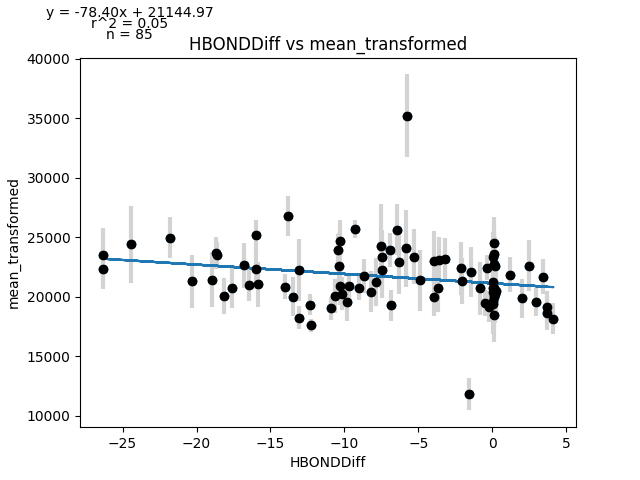 y = -78.40x + 21144.97
r^2 = 0.05
n = 85
HBONDDiff vs mean_transformed
40000
35000
30000
25000
20000
15000
10000
mean_transformed
−25
−20
−15
−10
−5
0
5
HBONDDiff